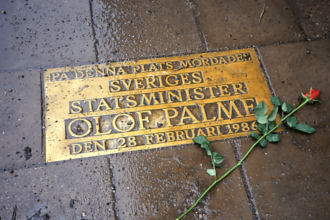 PÅ DENNA PLATS MÖRDADES
SVERIGES
STATSMINISTER
OLOF PALME
DEN 28 FEBRUARI 1986